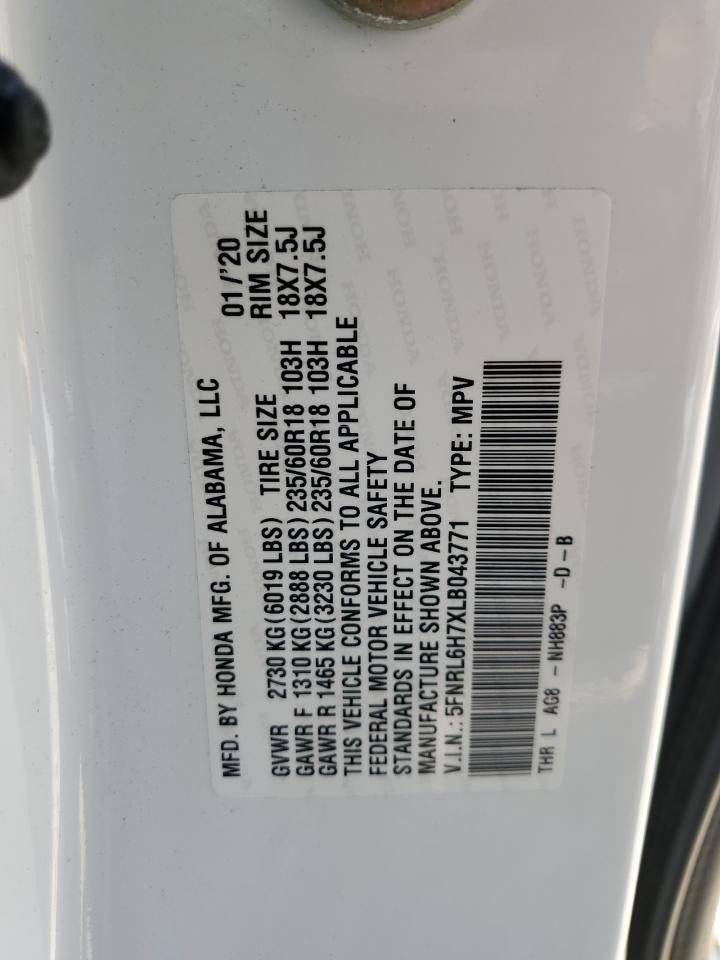 MFD. BY HONDA MFG. OF ALABAMA, LLC 01/'20
GVWR 2730 KG(6019 LBS) TIRE SIZE RIM SIZE
GAWR F 1310 KG(2888 LBS)235/60R18 103H 18X7.5J
GAWR R 1465 KG(3230 LBS)235/60R18 103H 18X7.5J
THIS VEHICLE CONFORMS TO ALL APPLICABLE
FEDERAL MOTOR VEHICLE SAFETY
STANDARDS IN EFFECT ON THE DATE OF
MANUFACTURE SHOWN ABOVE.
V.I.N.: 5FNRL6H7XLB043771 TYPE: MPV
THR L AG8 - NH883P -D-B